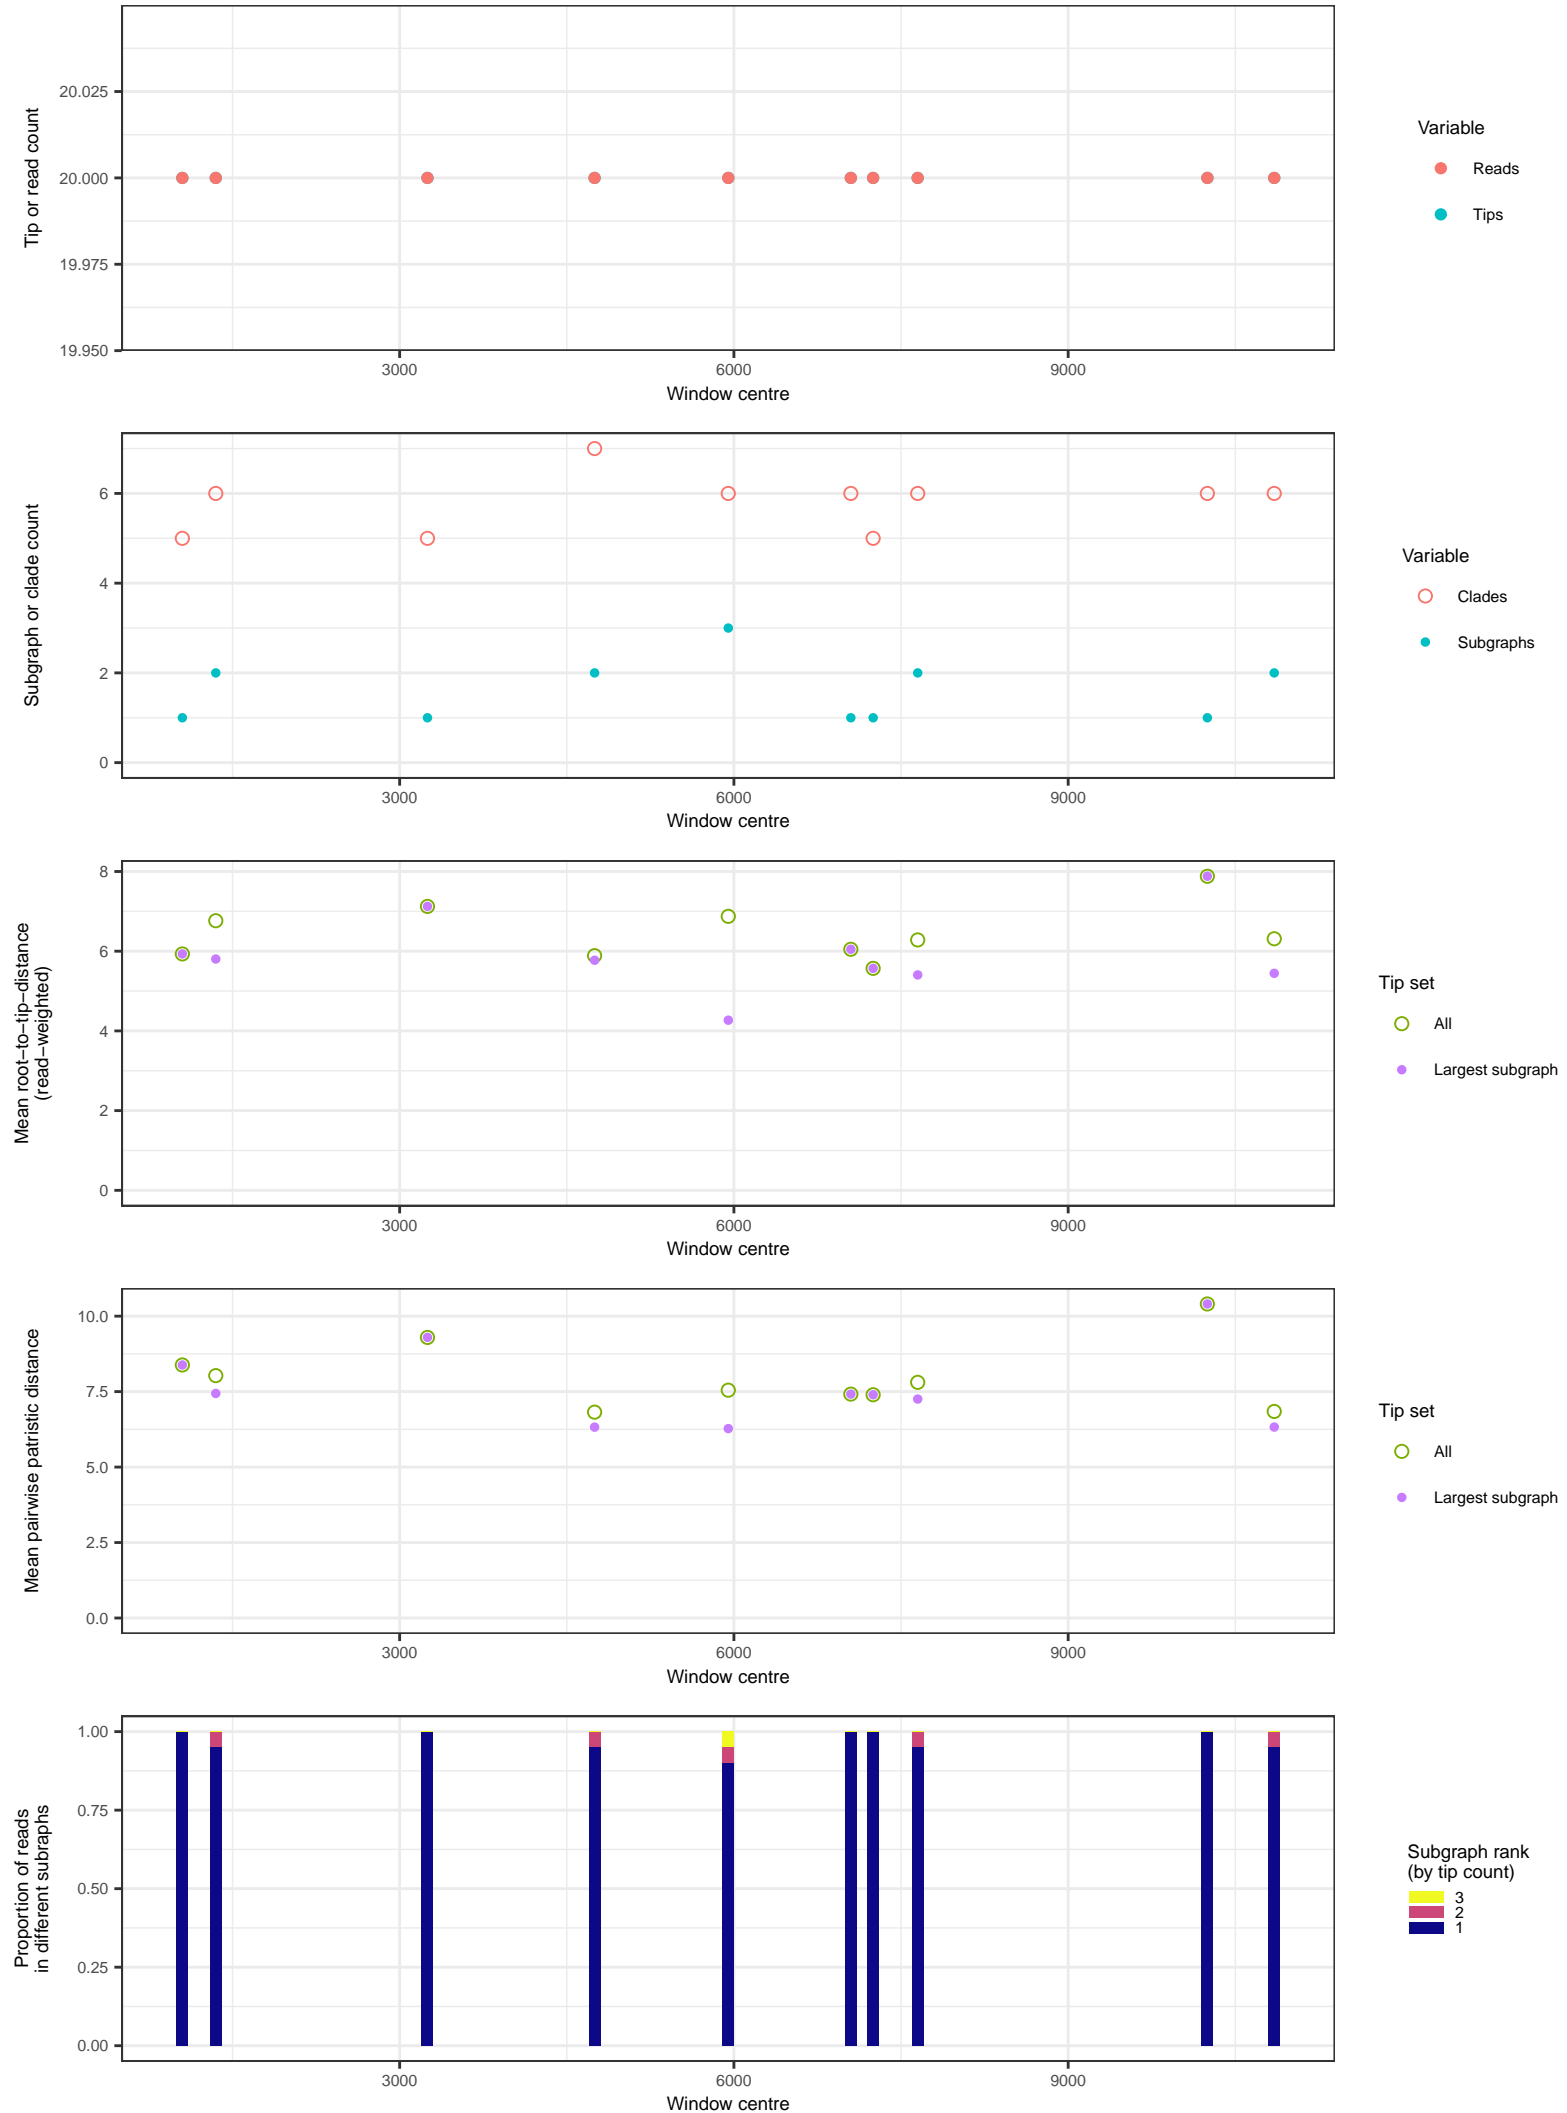 20.025
20.000
19.975
19.950
Tip or read count
3000
6000
9000
Window centre
Variable
Reads
Tips
6
4
2
0
Subgraph or clade count
3000
6000
9000
Window centre
Variable
Clades
Subgraphs
8
6
4
2
0
Mean root−to−tip−distance
(read−weighted)
3000
6000
9000
Window centre
Tip set
All
Largest subgraph
10.0
7.5
5.0
2.5
0.0
Mean pairwise patristic distance
3000
6000
9000
Window centre
Tip set
All
Largest subgraph
1.00
0.75
0.50
0.25
0.00
Proportion of reads
in different subraphs
3000
6000
9000
Window centre
Subgraph rank
(by tip count)
3
2
1